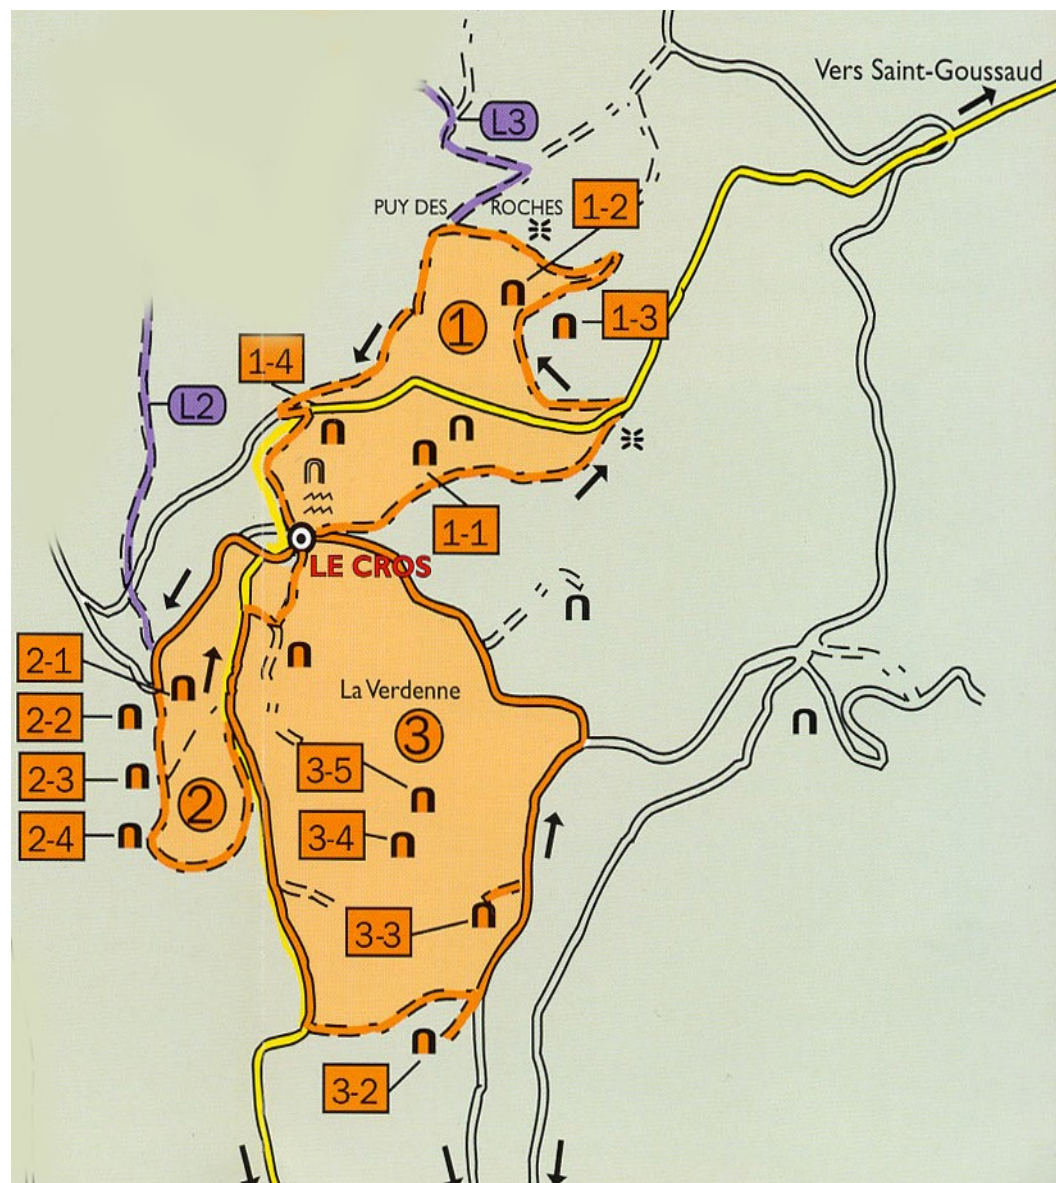 Vers Saint-Goussaud
L3
PUY DES ROCHES
1-2
1-3
1
1-4
L2
1-1
LE CROS
2-1
La Verdenne
2-2
3
3-5
2-3
2
3-4
2-4
3-3
3-2